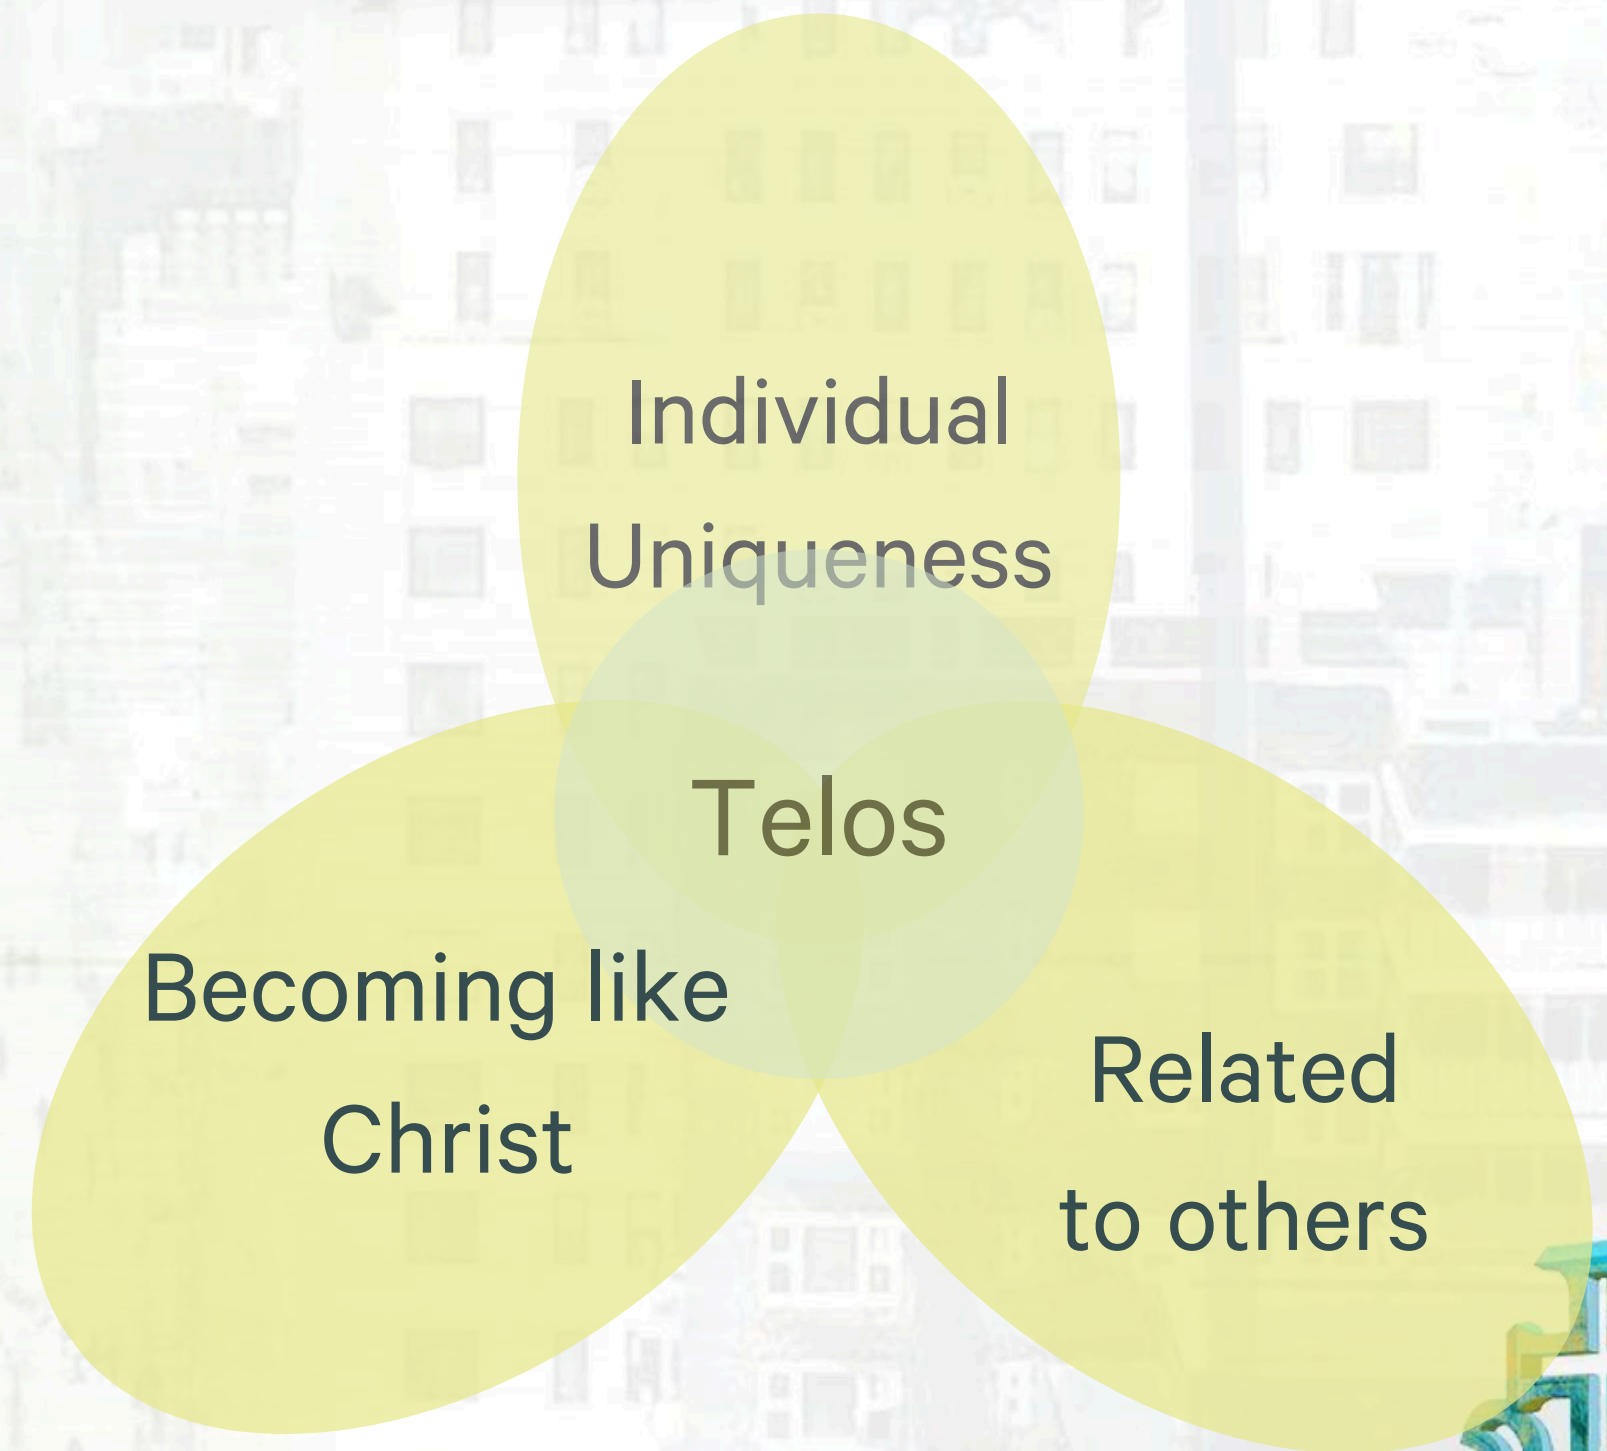 Individual
Uniqueness
Telos
Becoming like
Christ
Related
to others